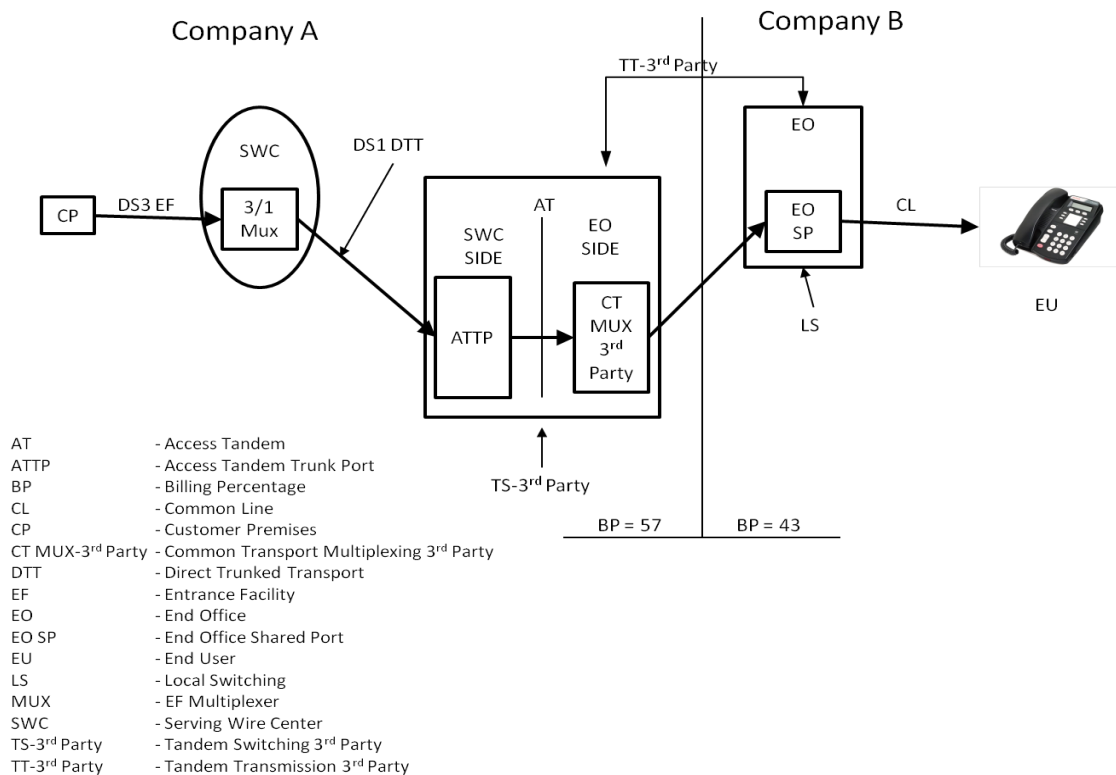 Company A
Company B
TT-3rd Party
EO
SWC
DS1 DTT
CP
DS3 EF
3/1
Mux
AT
SWC
SIDE
EO
SIDE
ATTP
CT
MUX
3rd
Party
EO
SP
CL
LS
EU
TS-3rd Party
BP = 57
BP = 43
AT - Access Tandem
ATTP - Access Tandem Trunk Port
BP - Billing Percentage
CL - Common Line
CP - Customer Premises
CT MUX-3rd Party - Common Transport Multiplexing 3rd Party
DTT - Direct Trunked Transport
EF - Entrance Facility
EO - End Office
EO SP - End Office Shared Port
EU - End User
LS - Local Switching
MUX - EF Multiplexer
SWC - Serving Wire Center
TS-3rd Party - Tandem Switching 3rd Party
TT-3rd Party - Tandem Transmission 3rd Party